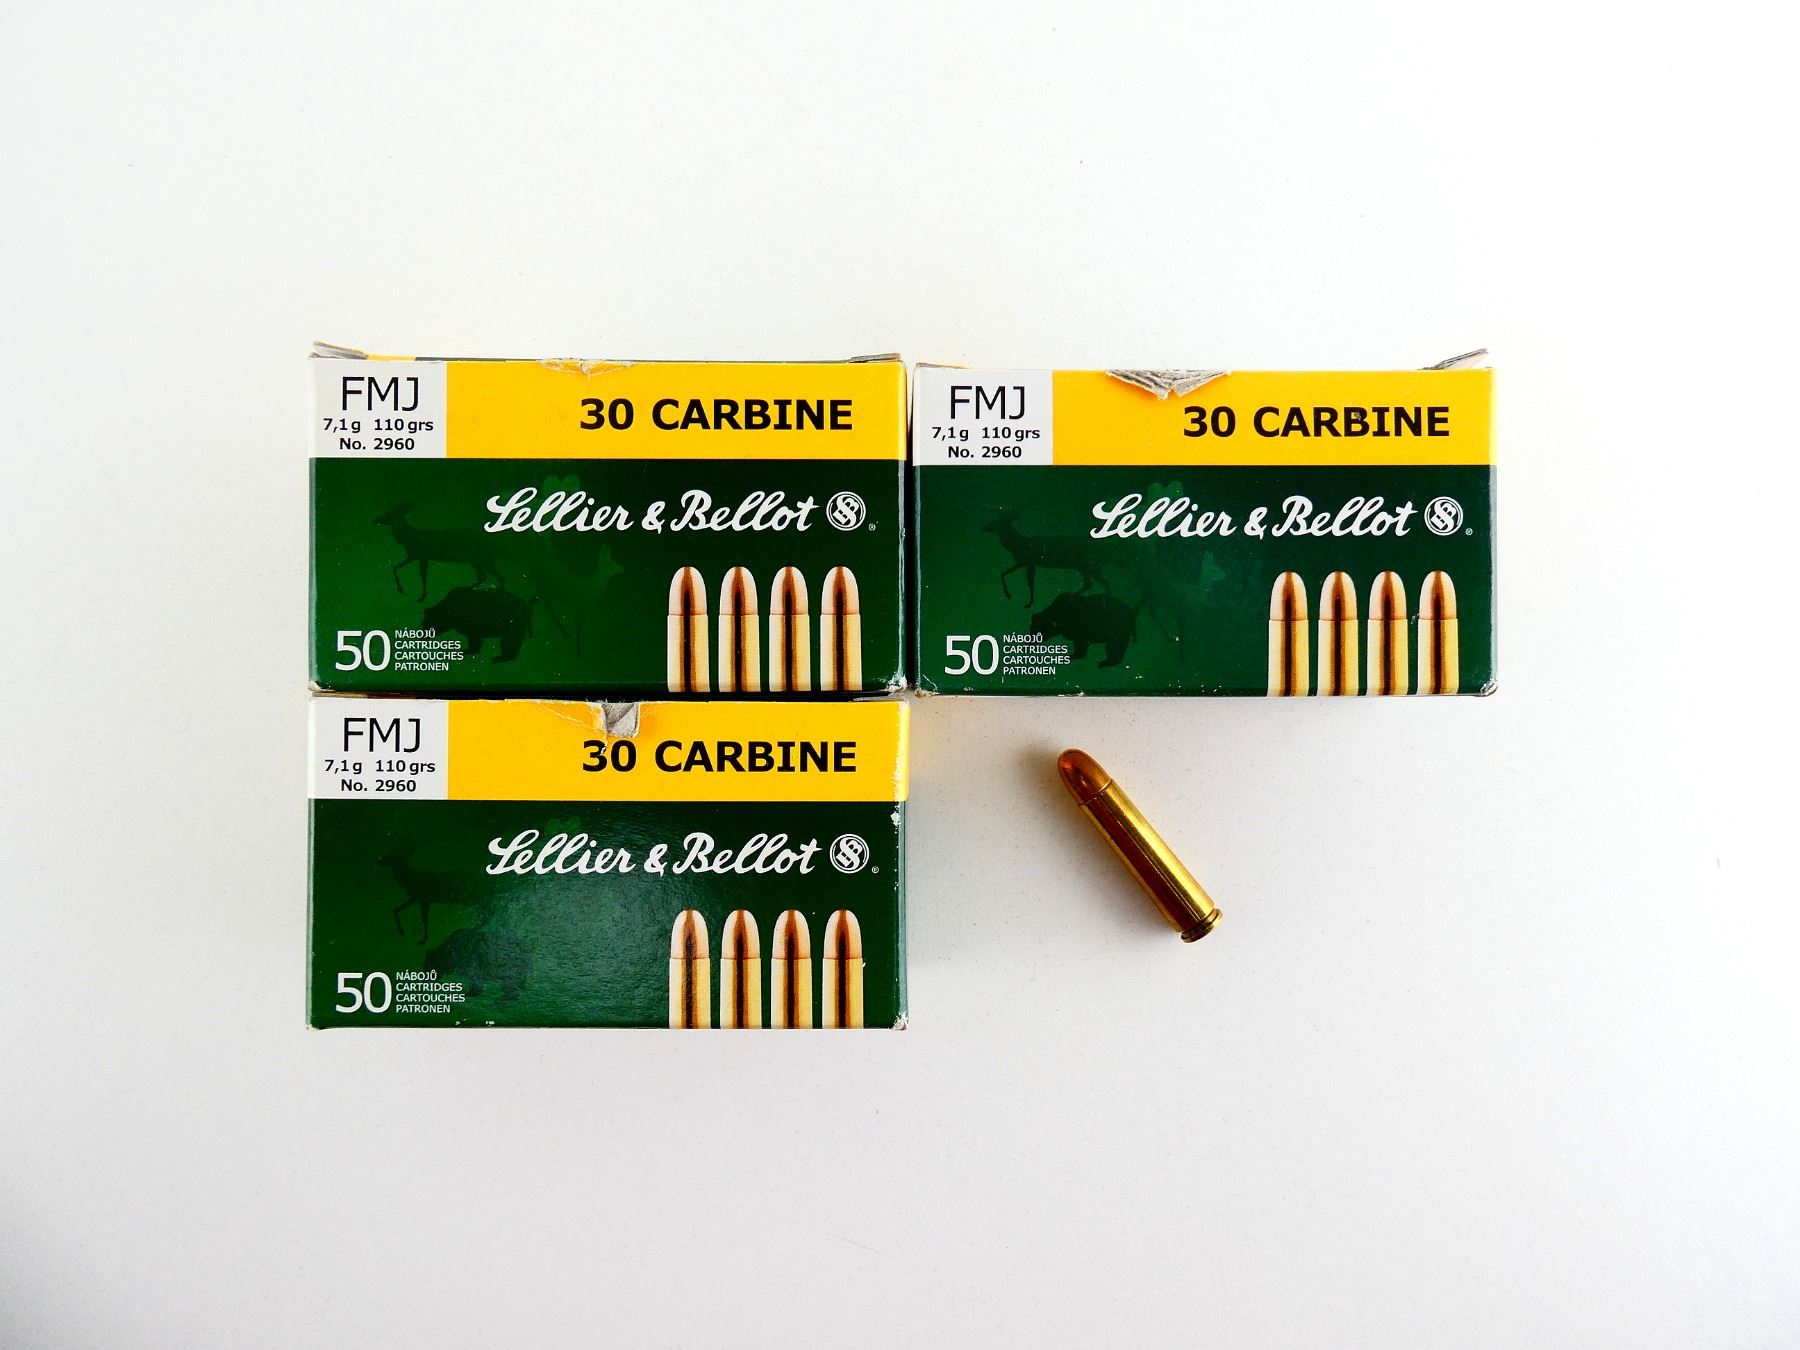 FMJ
7,1g 110 grs
No. 2960
30 CARBINE
Sellier & Bellot
50
NÁBOJŮ
CARTRIDGES
CARTOUCHES
PATRONEN
FMJ
7,1g 110 grs
No. 2960
30 CARBINE
Sellier & Bellot
50
NÁBOJŮ
CARTRIDGES
CARTOUCHES
PATRONEN
FMJ
7,1g 110 grs
No. 2960
30 CARBINE
Sellier & Bellot
50
NÁBOJŮ
CARTRIDGES
CARTOUCHES
PATRONEN